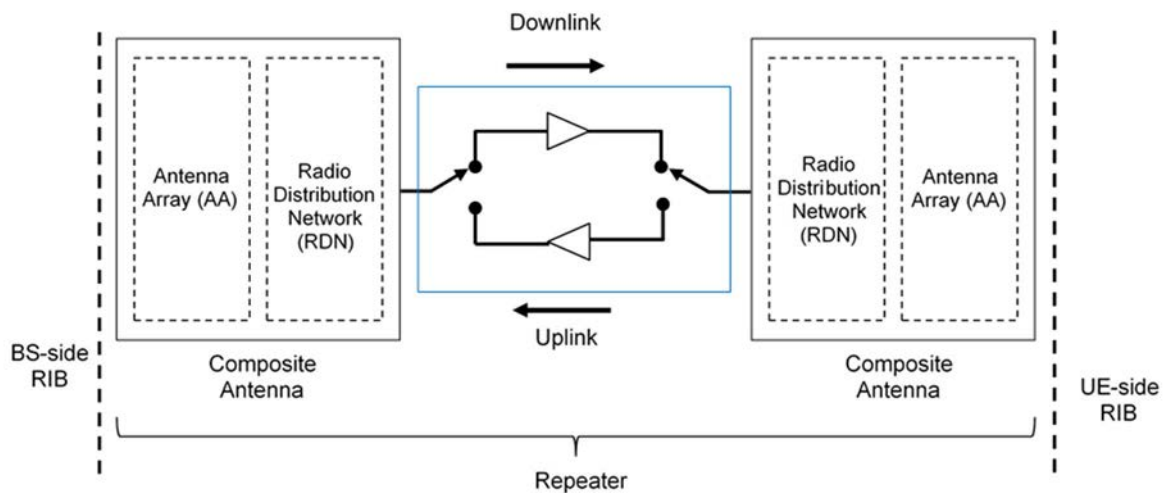 Downlink
Antenna
Array (AA)
Radio
Distribution
Network
(RDN)
Radio
Distribution
Network
(RDN)
Antenna
Array (AA)
Uplink
BS-side
RIB
Composite
Antenna
Composite
Antenna
UE-side
RIB
Repeater